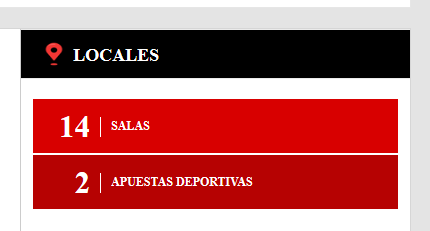 LOCALES
14 | SALAS
2 | APUESTAS DEPORTIVAS